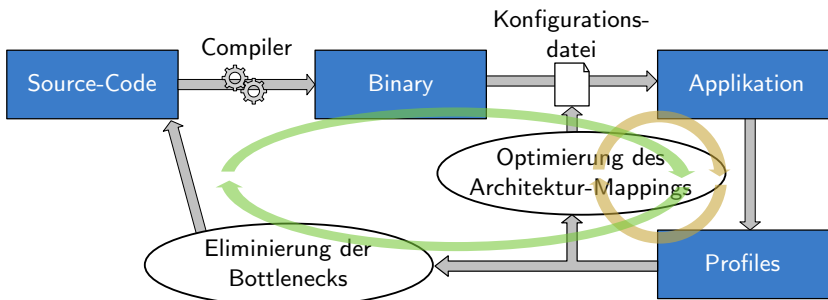 Konfigurations-
datei
Compiler
Source-Code
Binary
Applikation
Optimierung des
Architektur-Mappings
Eliminierung der
Bottlenecks
Profiles